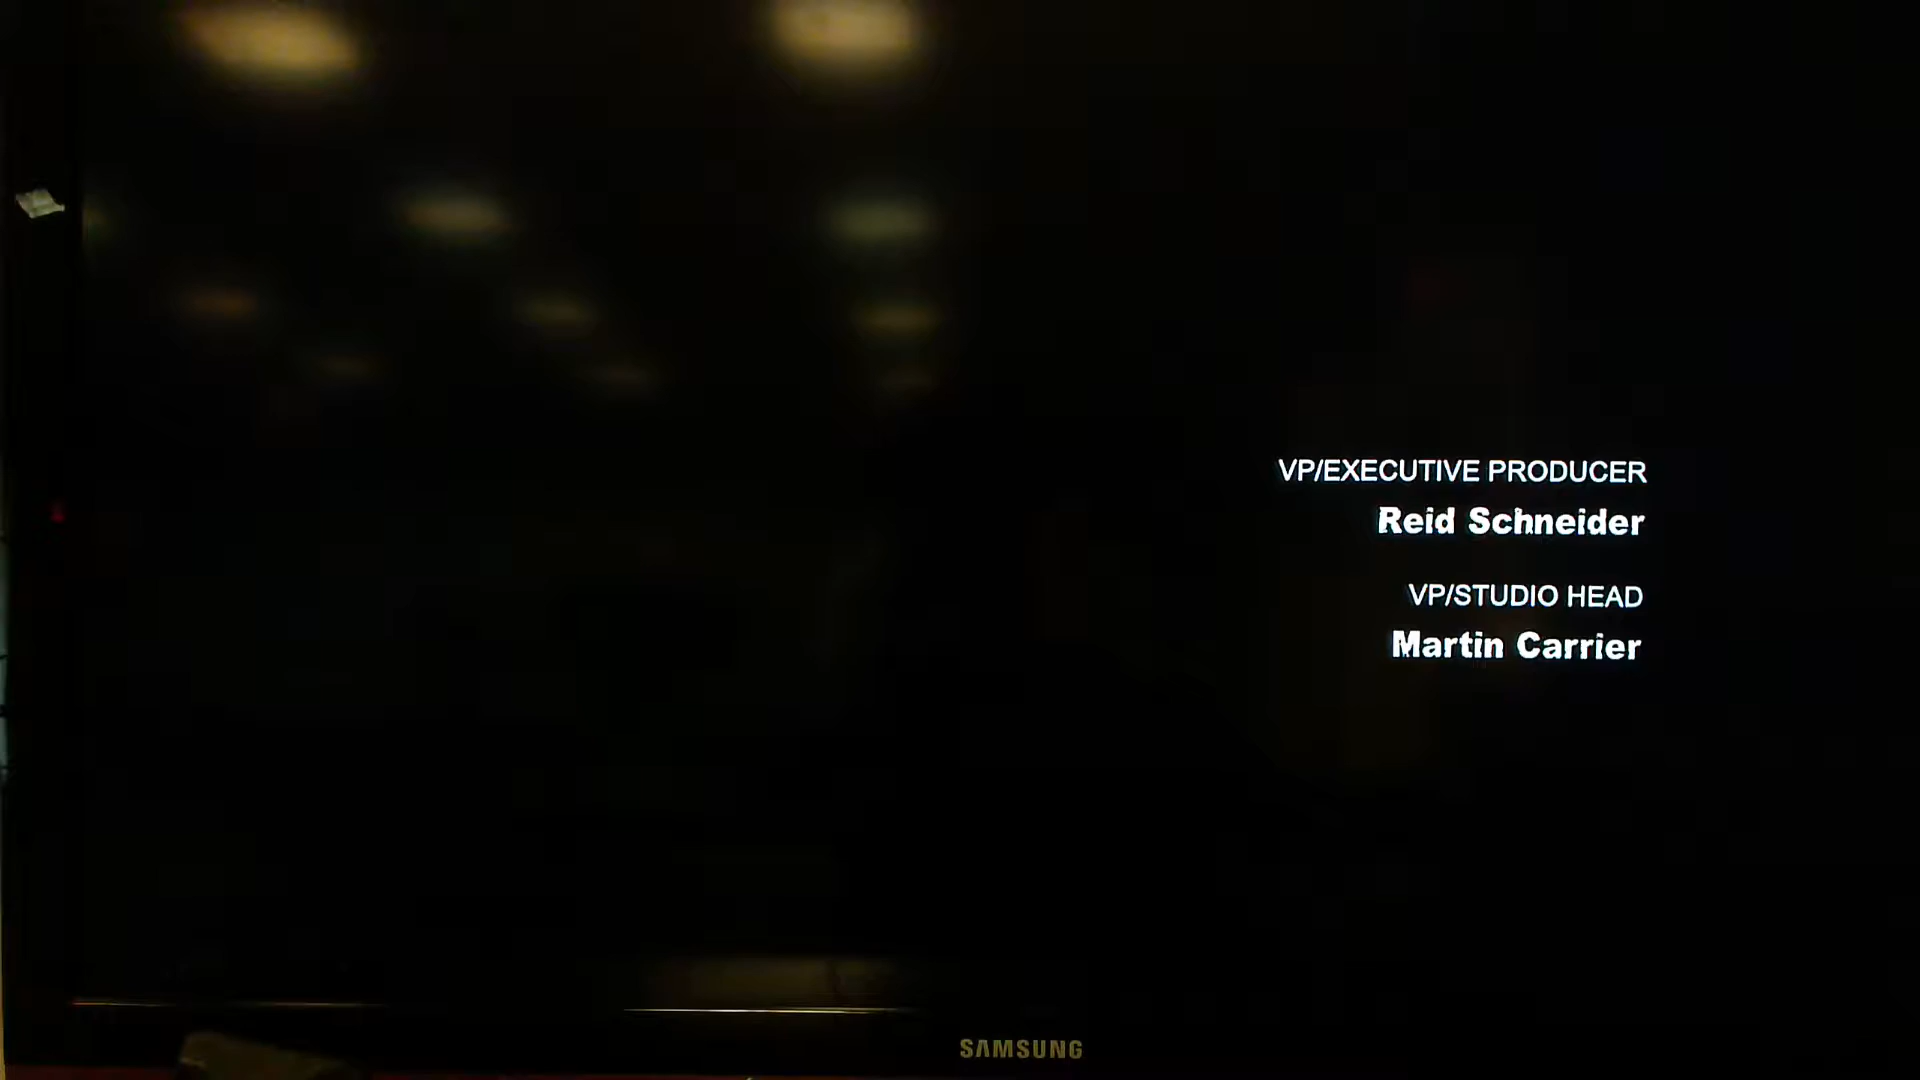 VP/EXECUTIVE PRODUCER
Reid Schneider
VP/STUDIO HEAD
Martin Carrier
SAMSUNG